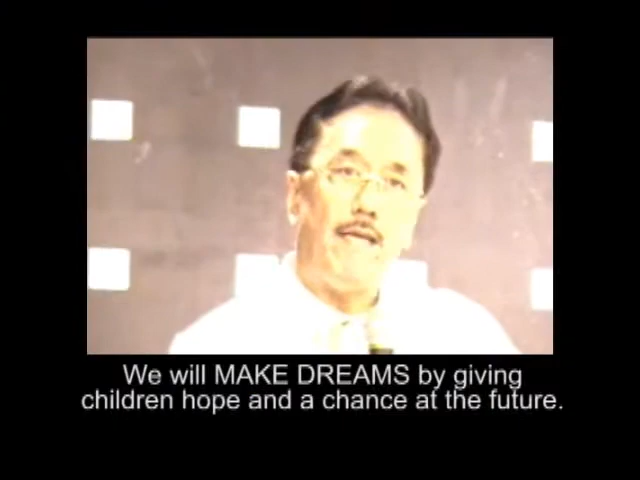 We will MAKE DREAMS by giving
children hope and a chance at the future.